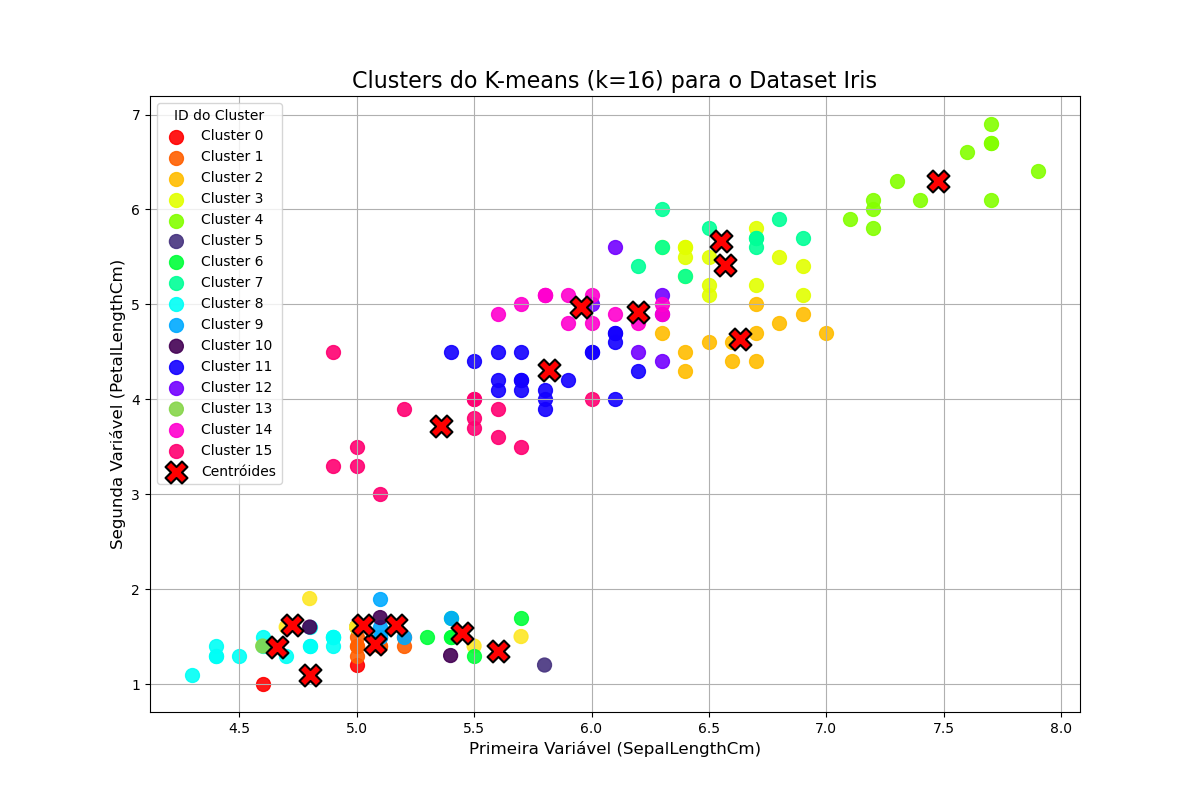 Clusters do K-means (k=16) para o Dataset Iris
ID do Cluster
Cluster 0
Cluster 1
Cluster 2
Cluster 3
Cluster 4
Cluster 5
Cluster 6
Cluster 7
Cluster 8
Cluster 9
Cluster 10
Cluster 11
Cluster 12
Cluster 13
Cluster 14
Cluster 15
Centróides
Segunda Variável (PetalLengthCm)
7
6
5
4
3
2
1
4.5 5.0 5.5 6.0 6.5 7.0 7.5 8.0
Primeira Variável (SepalLengthCm)